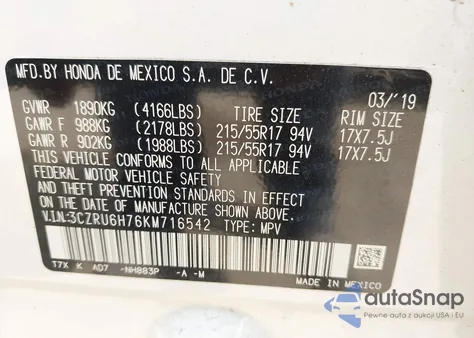 MFD.BY HONDA DE MEXICO S.A. DE C.V.
03/'19
GVWR 1890KG (4166LBS) TIRE SIZE RIM SIZE
GAWR F 988KG (2178LBS) 215/55R17 94V 17X7.5J
GAWR R 902KG (1988LBS) 215/55R17 94V 17X7.5J
THIS VEHICLE CONFORMS TO ALL APPLICABLE
FEDERAL MOTOR VEHICLE SAFETY
AND THEFT PREVENTION STANDARDS IN EFFECT
ON THE DATE OF MANUFACTURE SHOWN ABOVE.
V.I.N:3CZRU6H76KM716542 TYPE: MPV
T7X K AD7 -NH883P -A -M
MADE IN MEXICO
autoSnap
Pewne auta z aukcji USA i EU